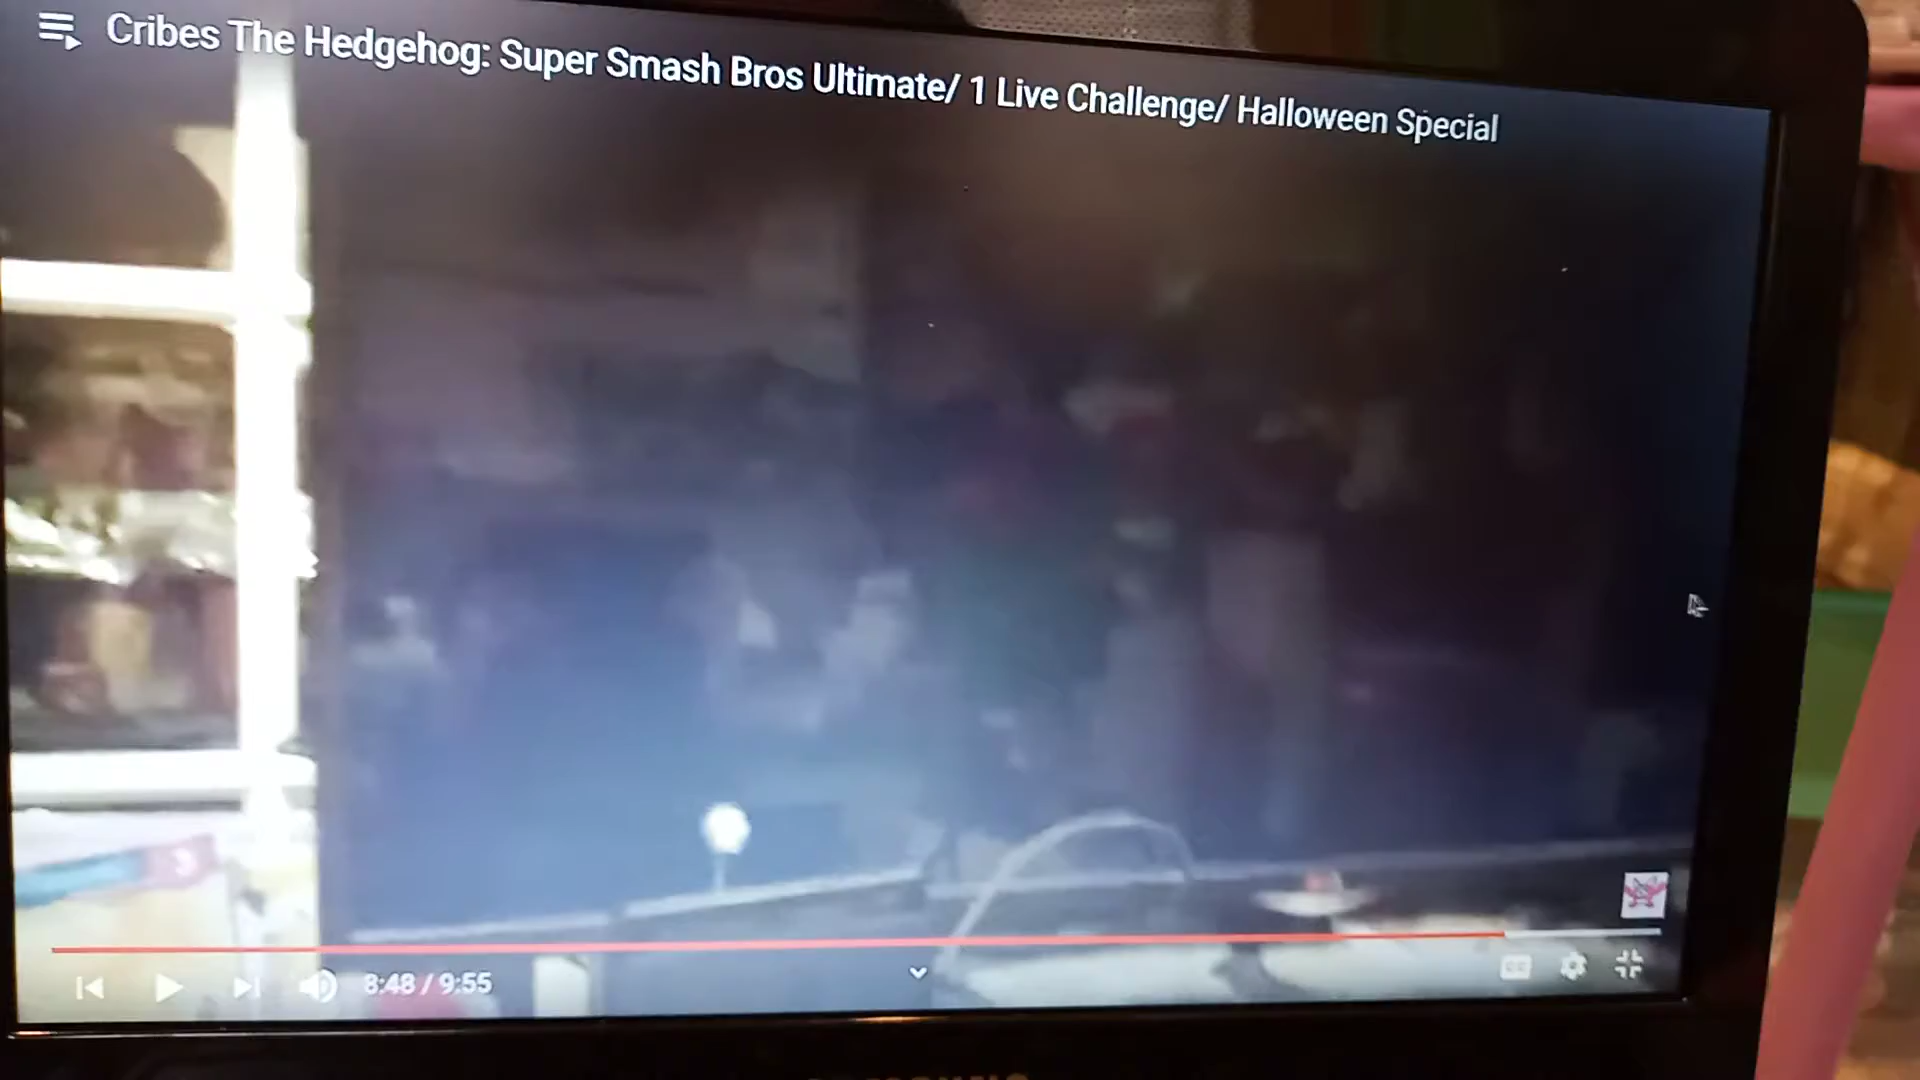 Cribes The Hedgehog: Super Smash Bros Ultimate/ 1 Live Challenge/ Halloween Special
8:48 / 9:55